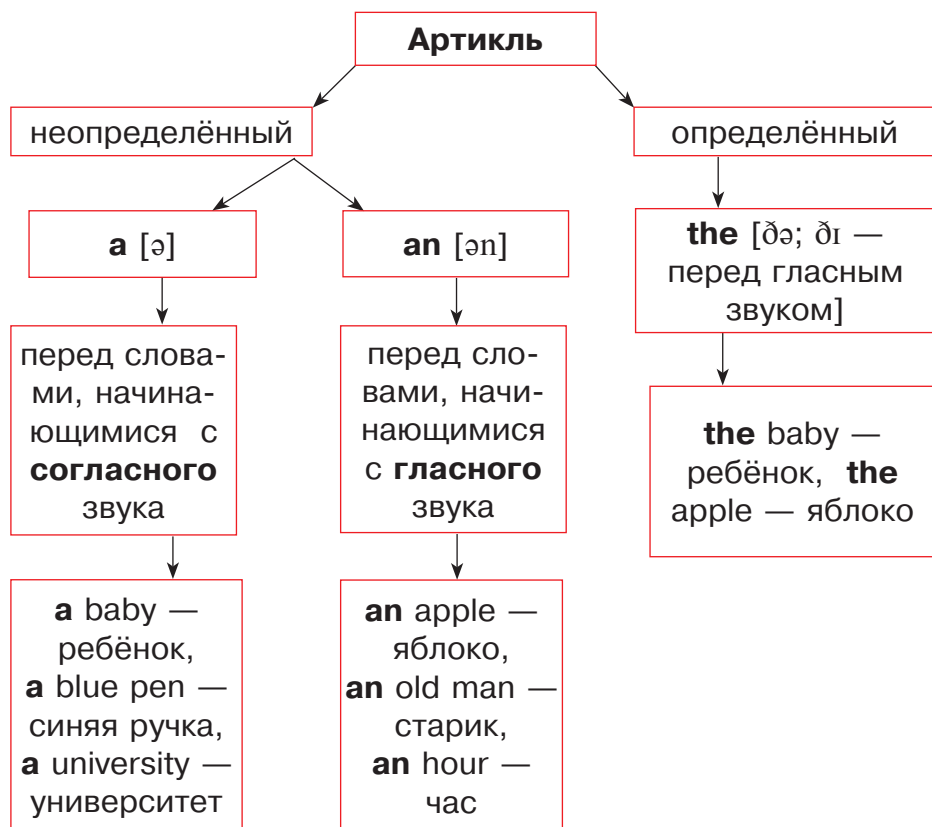 Артикль
неопределённый
определённый
a [ə]
an [ən]
the [ðə; ðɪ —
перед гласным
звуком]
перед слова-
ми, начина-
ющимися с
согласного
звука
перед сло-
вами, начи-
нающимися
с гласного
звука
the baby —
ребёнок, the
apple — яблоко
a baby —
ребёнок,
a blue pen —
синяя ручка,
a university —
университет
an apple —
яблоко,
an old man —
старик,
an hour —
час